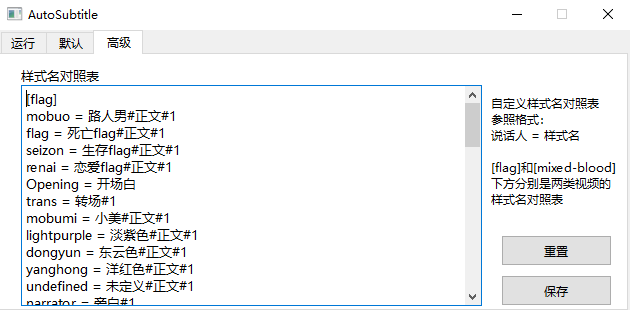 AutoSubtitle
运行 默认 高级
样式名对照表
[flag]
mobuo = 路人男#正文#1
flag = 死亡flag#正文#1
seizon = 生存flag#正文#1
renai = 恋爱flag#正文#1
Opening = 开场白
trans = 转场#1
mobumi = 小美#正文#1
lightpurple = 淡紫色#正文#1
dongyun = 东云色#正文#1
yanghong = 洋红色#正文#1
undefined = 未定义#正文#1
narrator = 旁白#1
自定义样式名对照表
参照格式：
说话人 = 样式名
[flag]和[mixed-blood]
下方分别是两类视频的
样式名对照表
重置
保存